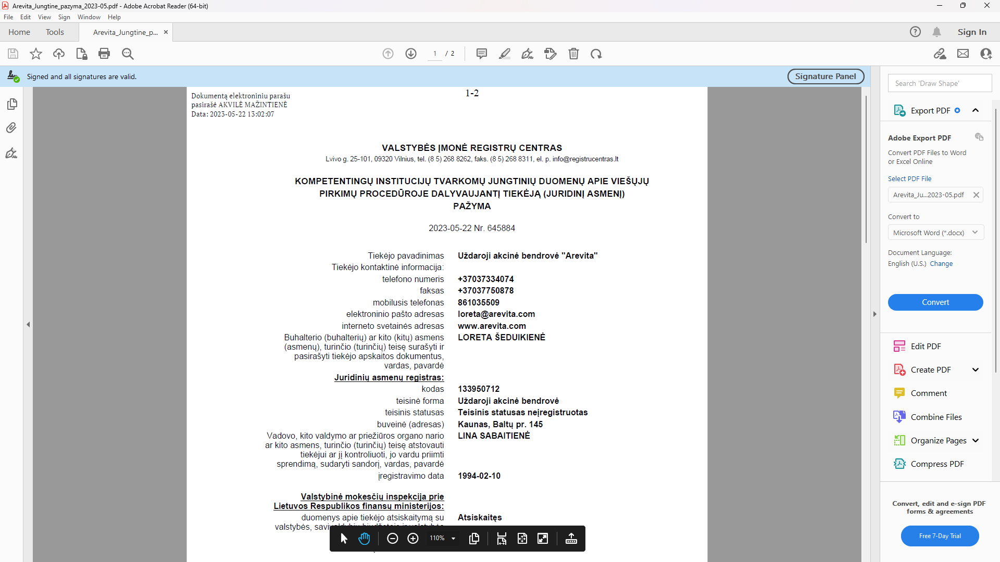 Arevita_Jungtine_pazyma_2023-05.pdf - Adobe Acrobat Reader (64-bit)
File Edit View Sign Window Help
Home Tools Arevita_Jungtine_p... Sign In
1 / 2
Signed and all signatures are valid. Signature Panel
Dokumentą elektroniniu parašu
pasirašė AKVILĖ MAŽINTIENĖ
Data: 2023-05-22 13:02:07
1-2
VALSTYBĖS ĮMONĖ REGISTRŲ CENTRAS
Lvivo g. 25-101, 09320 Vilnius, tel. (8 5) 268 8262, faks. (8 5) 268 8311, el. p. info@registrucentras.lt
KOMPETENTINGŲ INSTITUCIJŲ TVARKOMŲ JUNGTINIŲ DUOMENŲ APIE VIEŠŲJŲ
PIRKIMŲ PROCEDŪROJE DALYVAUJANTĮ TIEKĖJĄ (JURIDINĮ ASMENĮ)
PAŽYMA
2023-05-22 Nr. 645884
Tiekėjo pavadinimas Uždaroji akcinė bendrovė "Arevita"
Tiekėjo kontaktinė informacija:
telefono numeris +37037334074
faksas +37037750878
mobilusis telefonas 861035509
elektroninio pašto adresas loreta@arevita.com
interneto svetainės adresas www.arevita.com
Buhalterio (buhalterių) ar kito (kitų) asmens LORETA ŠEDUIKIENĖ
(asmenų), turinčio (turinčių) teisę surašyti ir
pasirašyti tiekėjo apskaitos dokumentus,
vardas, pavardė
Juridinių asmenų registras:
kodas 133950712
teisinė forma Uždaroji akcinė bendrovė
teisinis statusas Teisinis statusas neįregistruotas
buveinė (adresas) Kaunas, Baltų pr. 145
Vadovo, kito valdymo ar priežiūros organo nario LINA SABAITIENĖ
ar kito asmens, turinčio (turinčių) teisę atstovauti
tiekėjui ar jį kontroliuoti, jo vardu priimti
sprendimą, sudaryti sandorį, vardas, pavardė
įregistravimo data 1994-02-10
Valstybinė mokesčių inspekcija prie
Lietuvos Respublikos finansų ministerijos:
duomenys apie tiekėjo atsiskaitymą su Atsiskaitęs
valstybės,
110%
Search 'Draw Shape'
Export PDF
Adobe Export PDF
Convert PDF Files to Word
or Excel Online
Select PDF File
Arevita_Ju...2023-05.pdf
Convert to
Microsoft Word (*.docx)
Document Language:
English (U.S.) Change
Convert
Edit PDF
Create PDF
Comment
Combine Files
Organize Pages
Compress PDF
Convert, edit and e-sign PDF
forms & agreements
Free 7-Day Trial